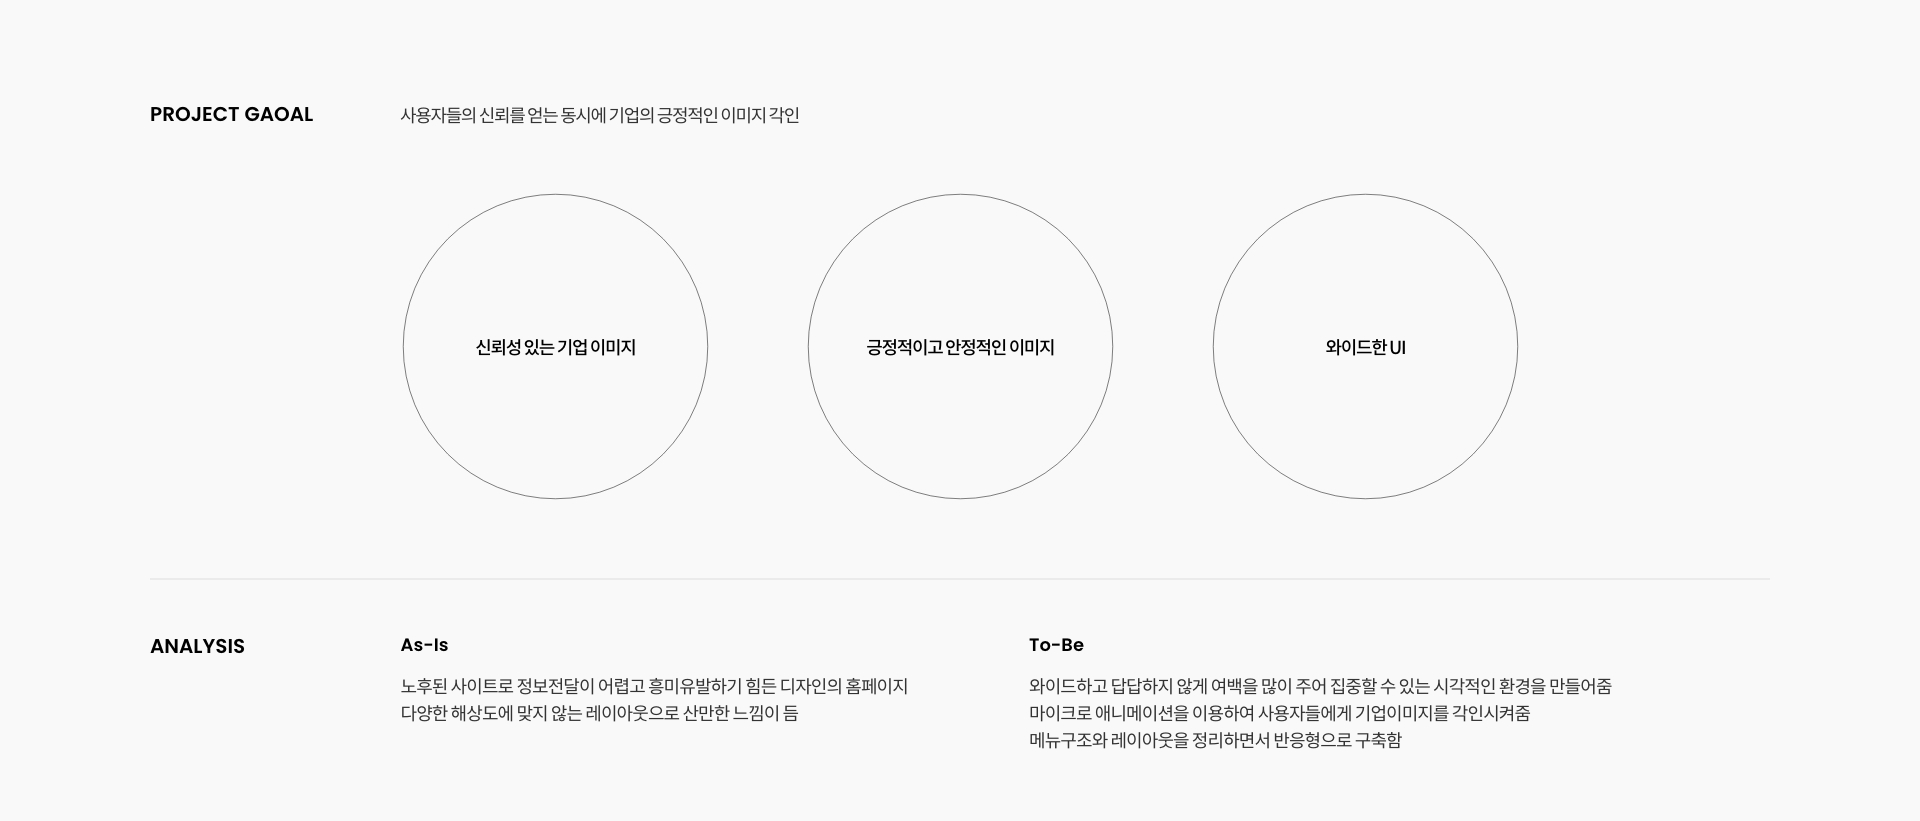 PROJECT GAOAL
사용자들의 신뢰를 얻는 동시에 기업의 긍정적인 이미지 각인
신뢰성 있는 기업 이미지
긍정적이고 안정적인 이미지
와이드한 UI
ANALYSIS
As-Is
노후된 사이트로 정보전달이 어렵고 흥미유발하기 힘든 디자인의 홈페이지
다양한 해상도에 맞지 않는 레이아웃으로 산만한 느낌이 듬
To-Be
와이드하고 답답하지 않게 여백을 많이 주어 집중할 수 있는 시각적인 환경을 만들어줌
마이크로 애니메이션을 이용하여 사용자들에게 기업이미지를 각인시켜줌
메뉴구조와 레이아웃을 정리하면서 반응형으로 구축함